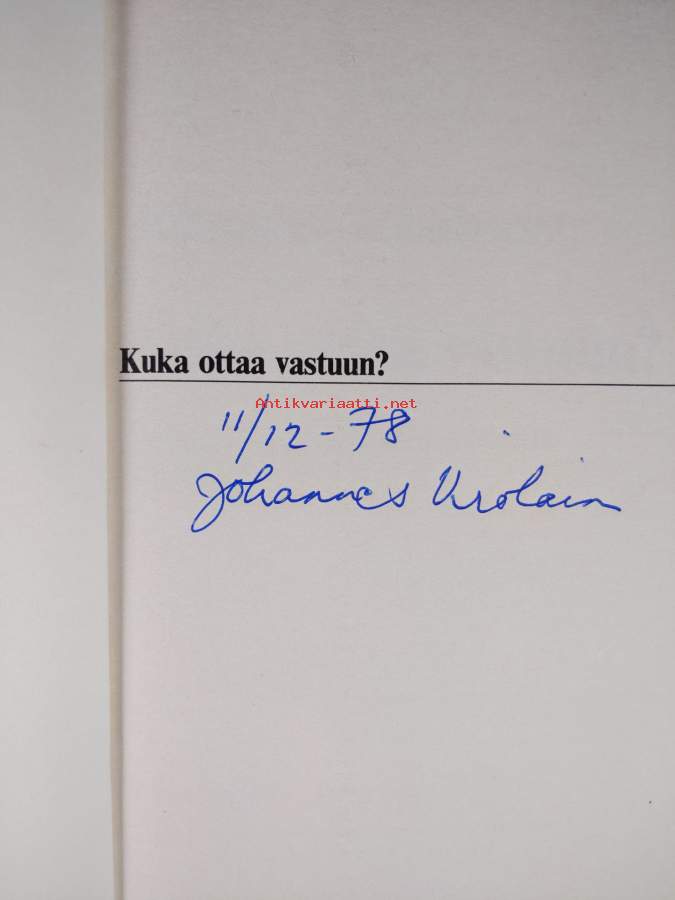 Kuka ottaa vastuun?
Antikvariaatti.net
11/12-78
Johannes Virolain